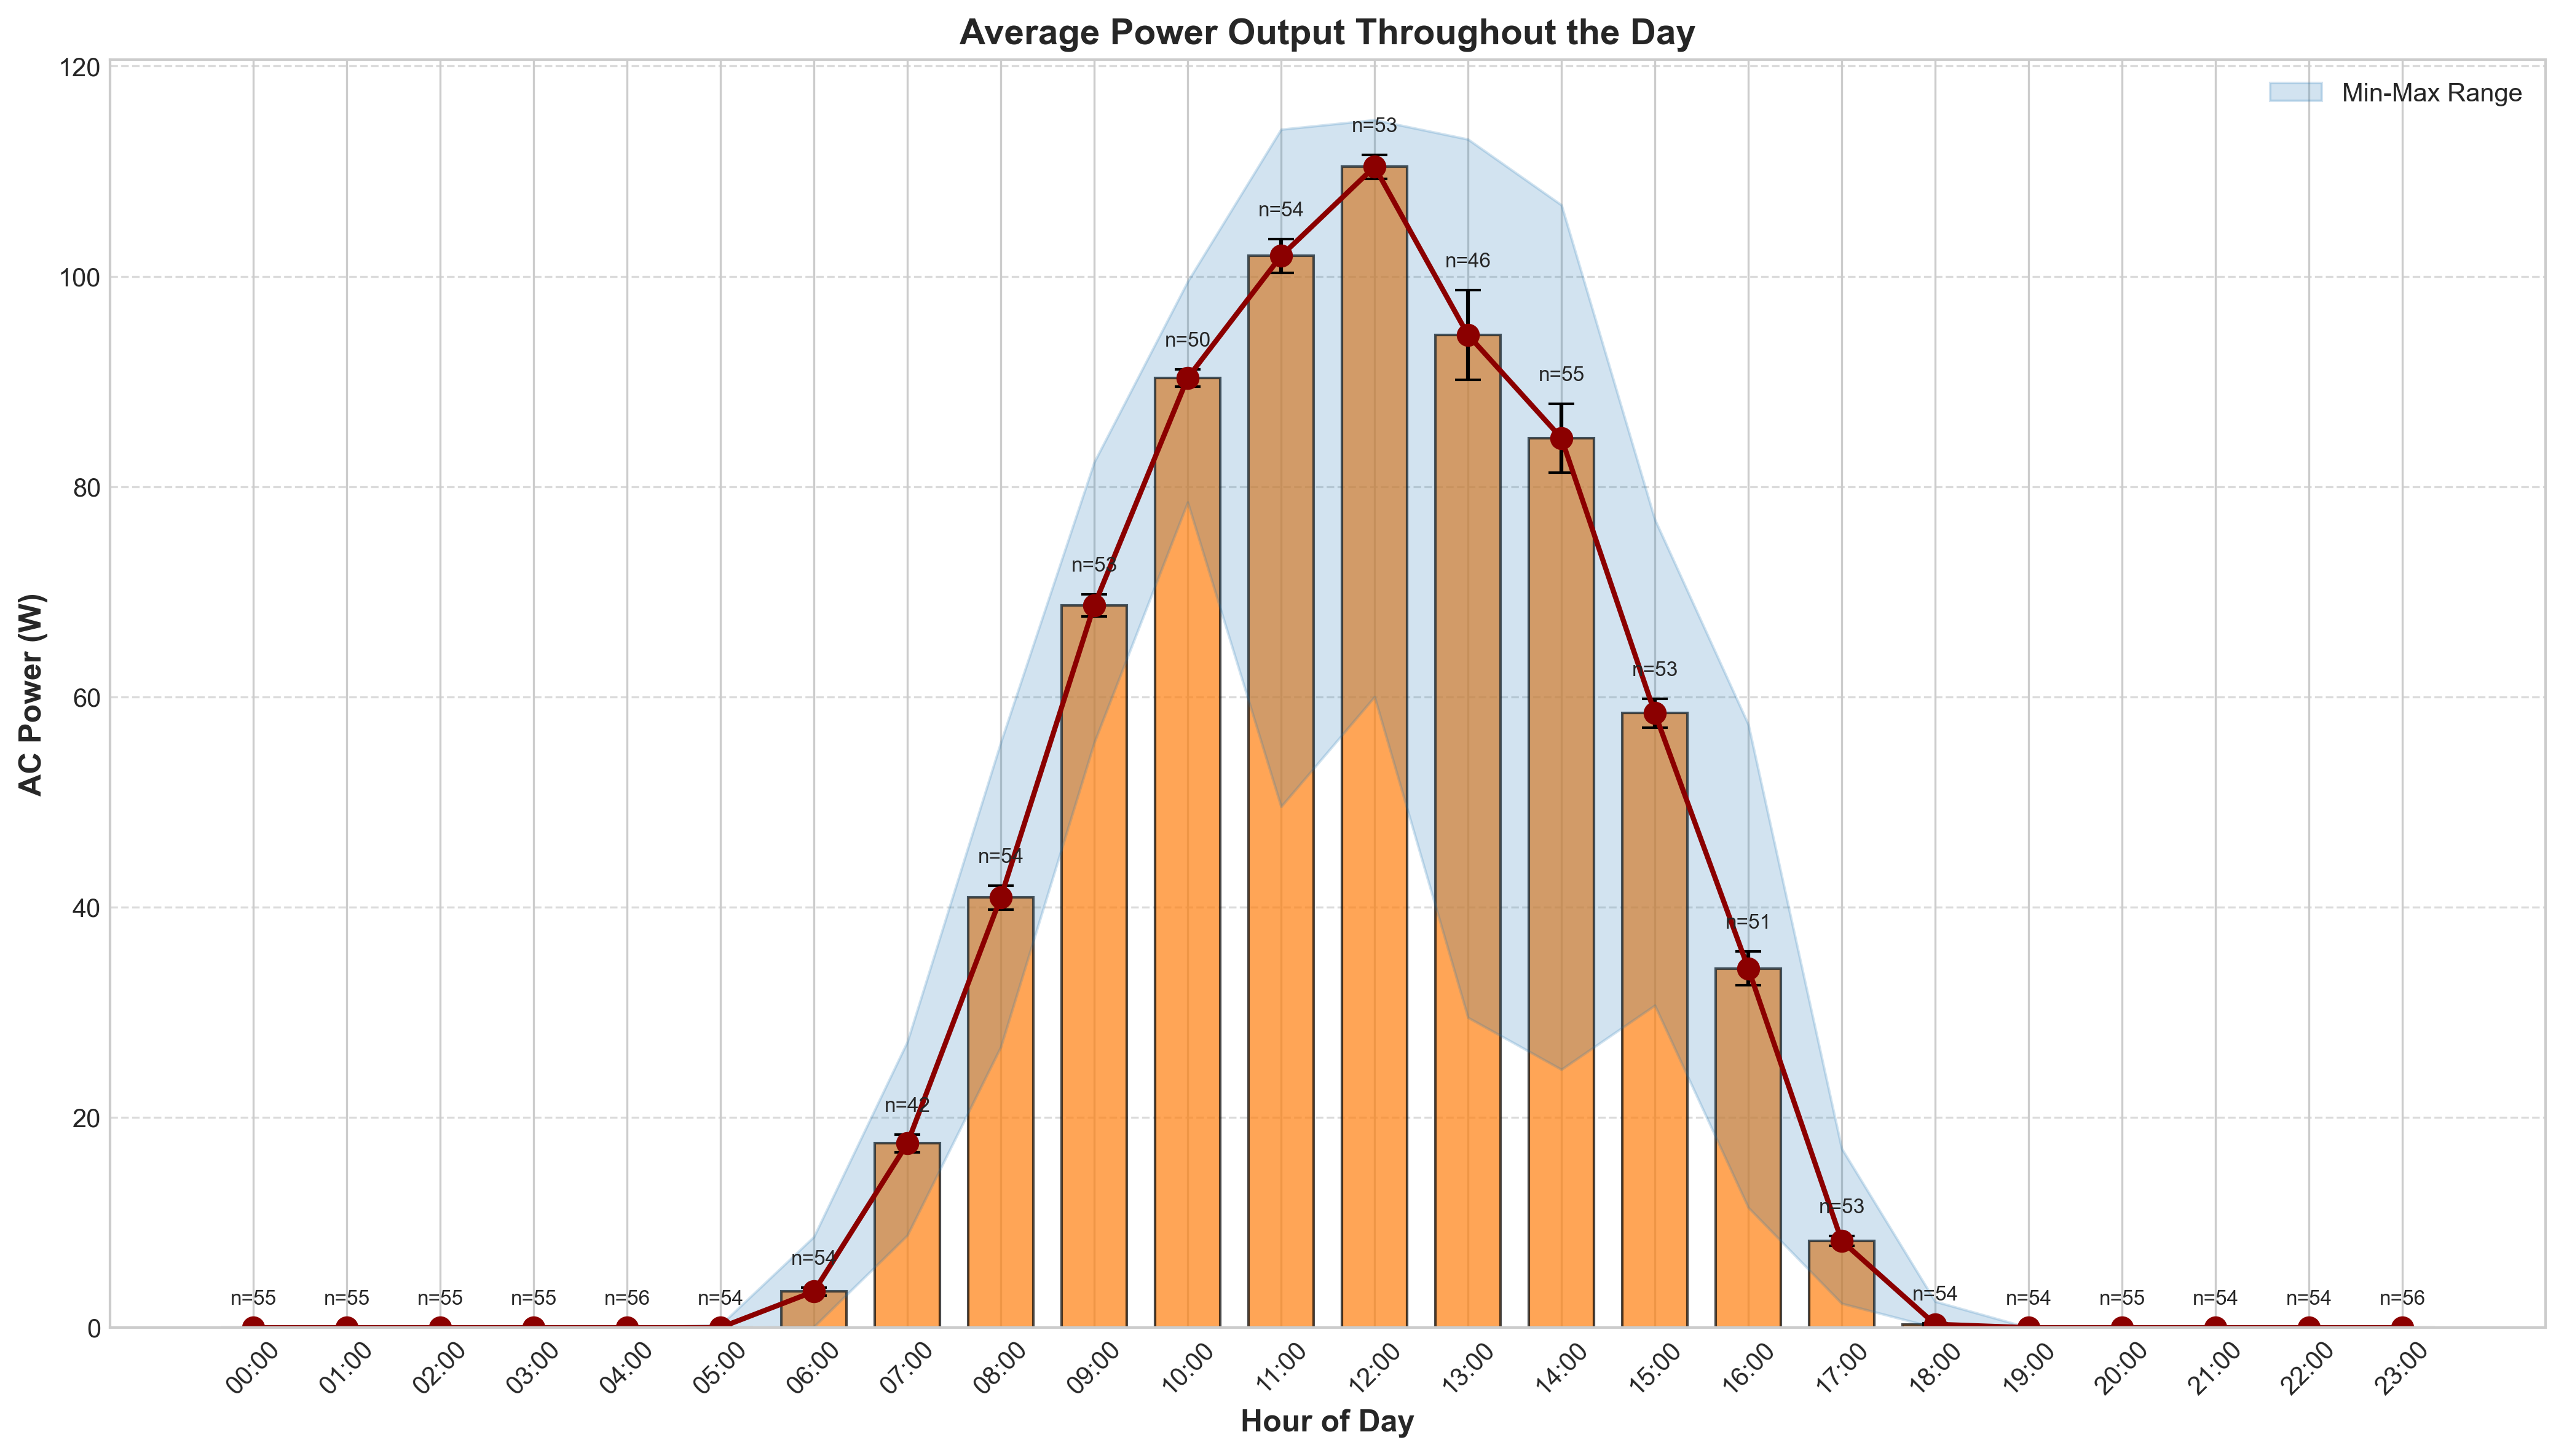 Average Power Output Throughout the Day
Min-Max Range
AC Power (W)
120
100
80
60
40
20
0
n=55
n=55
n=55
n=55
n=56
n=54
n=54
n=42
n=54
n=53
n=50
n=54
n=53
n=46
n=55
n=53
n=51
n=53
n=54
n=54
n=55
n=54
n=54
n=56
00:00
01:00
02:00
03:00
04:00
05:00
06:00
07:00
08:00
09:00
10:00
11:00
12:00
13:00
14:00
15:00
16:00
17:00
18:00
19:00
20:00
21:00
22:00
23:00
Hour of Day